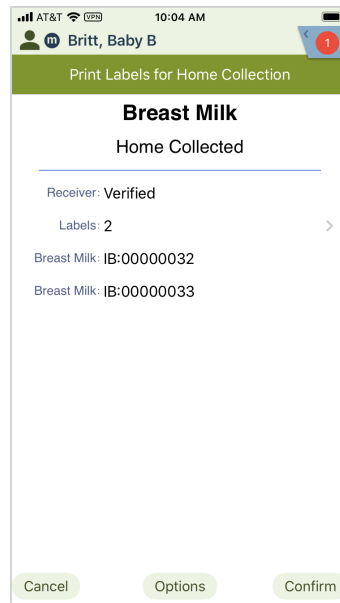 AT&T VPN 10:04 AM
m Britt, Baby B 1
Print Labels for Home Collection
Breast Milk
Home Collected
Receiver: Verified
Labels: 2
Breast Milk: IB:00000032
Breast Milk: IB:00000033
Cancel Options Confirm